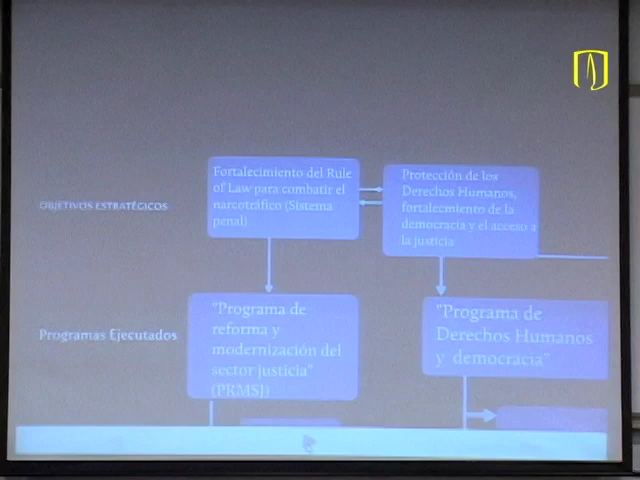 Fortalecimiento del Rule
of Law para combatir el
narcotráfico (Sistema
penal)
Protección de los
Derechos Humanos,
fortalecmiento de la
democracia y el acceso a
la justicia
OBJETIVOS ESTRATÉGICOS
"Programa de
reforma y
modernización del
sector justicia"
(PRMSJ)
"Programa de
Derechos Humanos
y democracia"
Programas Ejecutados